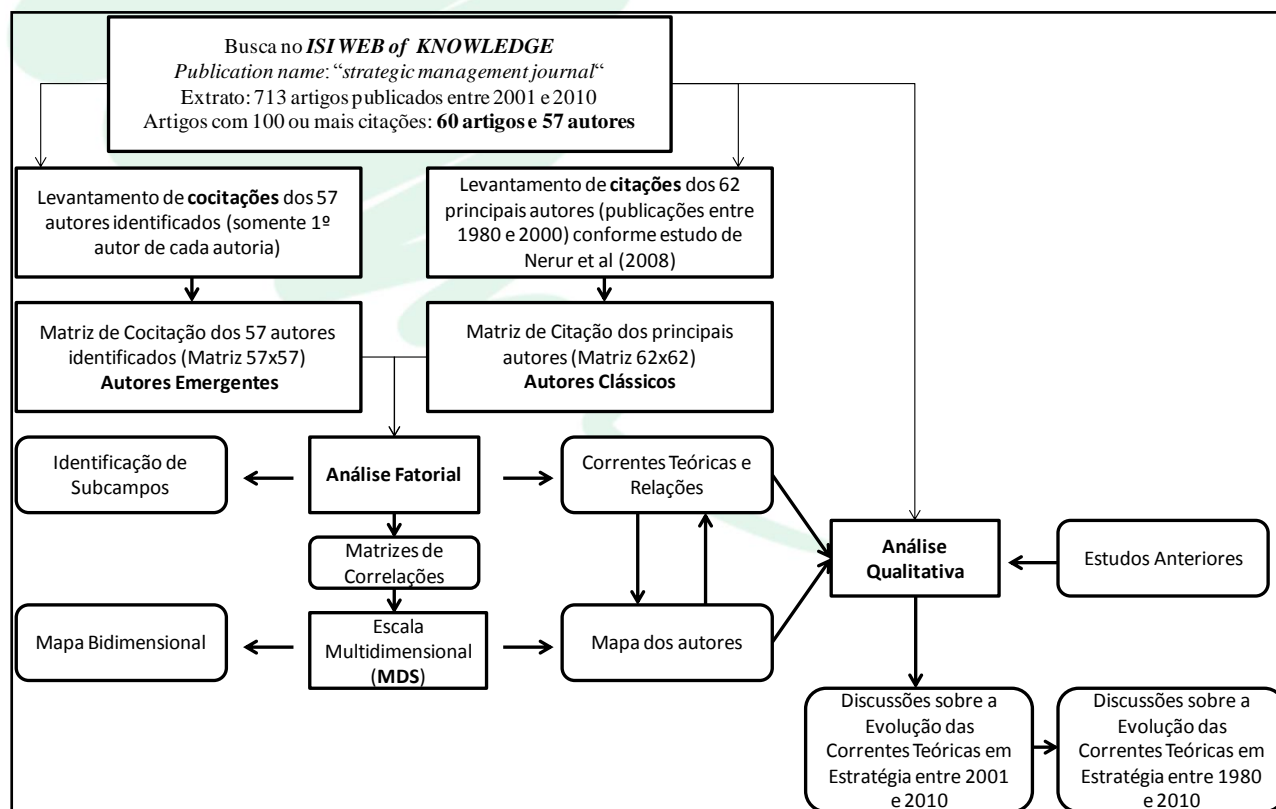 Busca no ISI WEB of KNOWLEDGE
Publication name: “strategic management journal“
Extrato: 713 artigos publicados entre 2001 e 2010
Artigos com 100 ou mais citações: 60 artigos e 57 autores
Levantamento de cocitações dos 57
autores identificados (somente 1º
autor de cada autoria)
Levantamento de citações dos 62
principais autores (publicações entre
1980 e 2000) conforme estudo de
Nerur et al (2008)
Matriz de Cocitação dos 57 autores
identificados (Matriz 57x57)
Autores Emergentes
Matriz de Citação dos principais
autores (Matriz 62x62)
Autores Clássicos
Identificação de
Subcampos
Análise Fatorial
Correntes Teóricas e
Relações
Matrizes de
Correlações
Análise
Qualitativa
Estudos Anteriores
Mapa Bidimensional
Escala
Multidimensional
(MDS)
Mapa dos autores
Discussões sobre a
Evolução das
Correntes Teóricas em
Estratégia entre 2001
e 2010
Discussões sobre a
Evolução das
Correntes Teóricas em
Estratégia entre 1980
e 2010